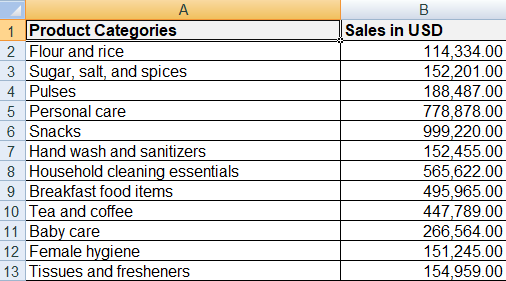 A B
1 Product Categories Sales in USD
2 Flour and rice 114,334.00
3 Sugar, salt, and spices 152,201.00
4 Pulses 188,487.00
5 Personal care 778,878.00
6 Snacks 999,220.00
7 Hand wash and sanitizers 152,455.00
8 Household cleaning essentials 565,622.00
9 Breakfast food items 495,965.00
10 Tea and coffee 447,789.00
11 Baby care 266,564.00
12 Female hygiene 151,245.00
13 Tissues and fresheners 154,959.00